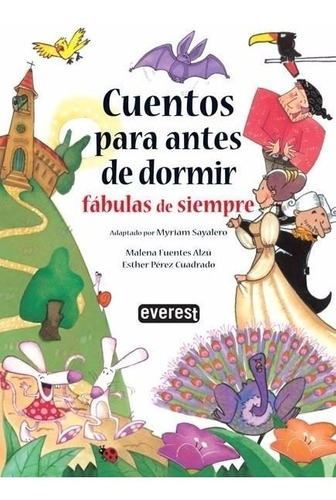 Cuentos
para antes
de dormir
fábulas de siempre
Adaptado por Myriam Sayalero
Malena Fuentes Alzú
Esther Pérez Cuadrado
everest